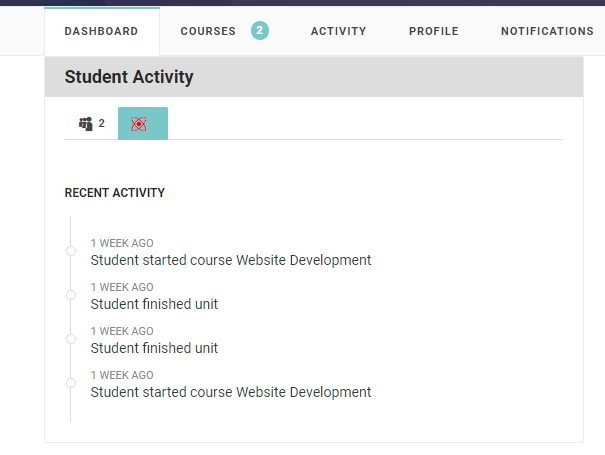 DASHBOARD COURSES 2 ACTIVITY PROFILE NOTIFICATIONS
Student Activity
2
RECENT ACTIVITY
1 WEEK AGO
Student started course Website Development
1 WEEK AGO
Student finished unit
1 WEEK AGO
Student finished unit
1 WEEK AGO
Student started course Website Development